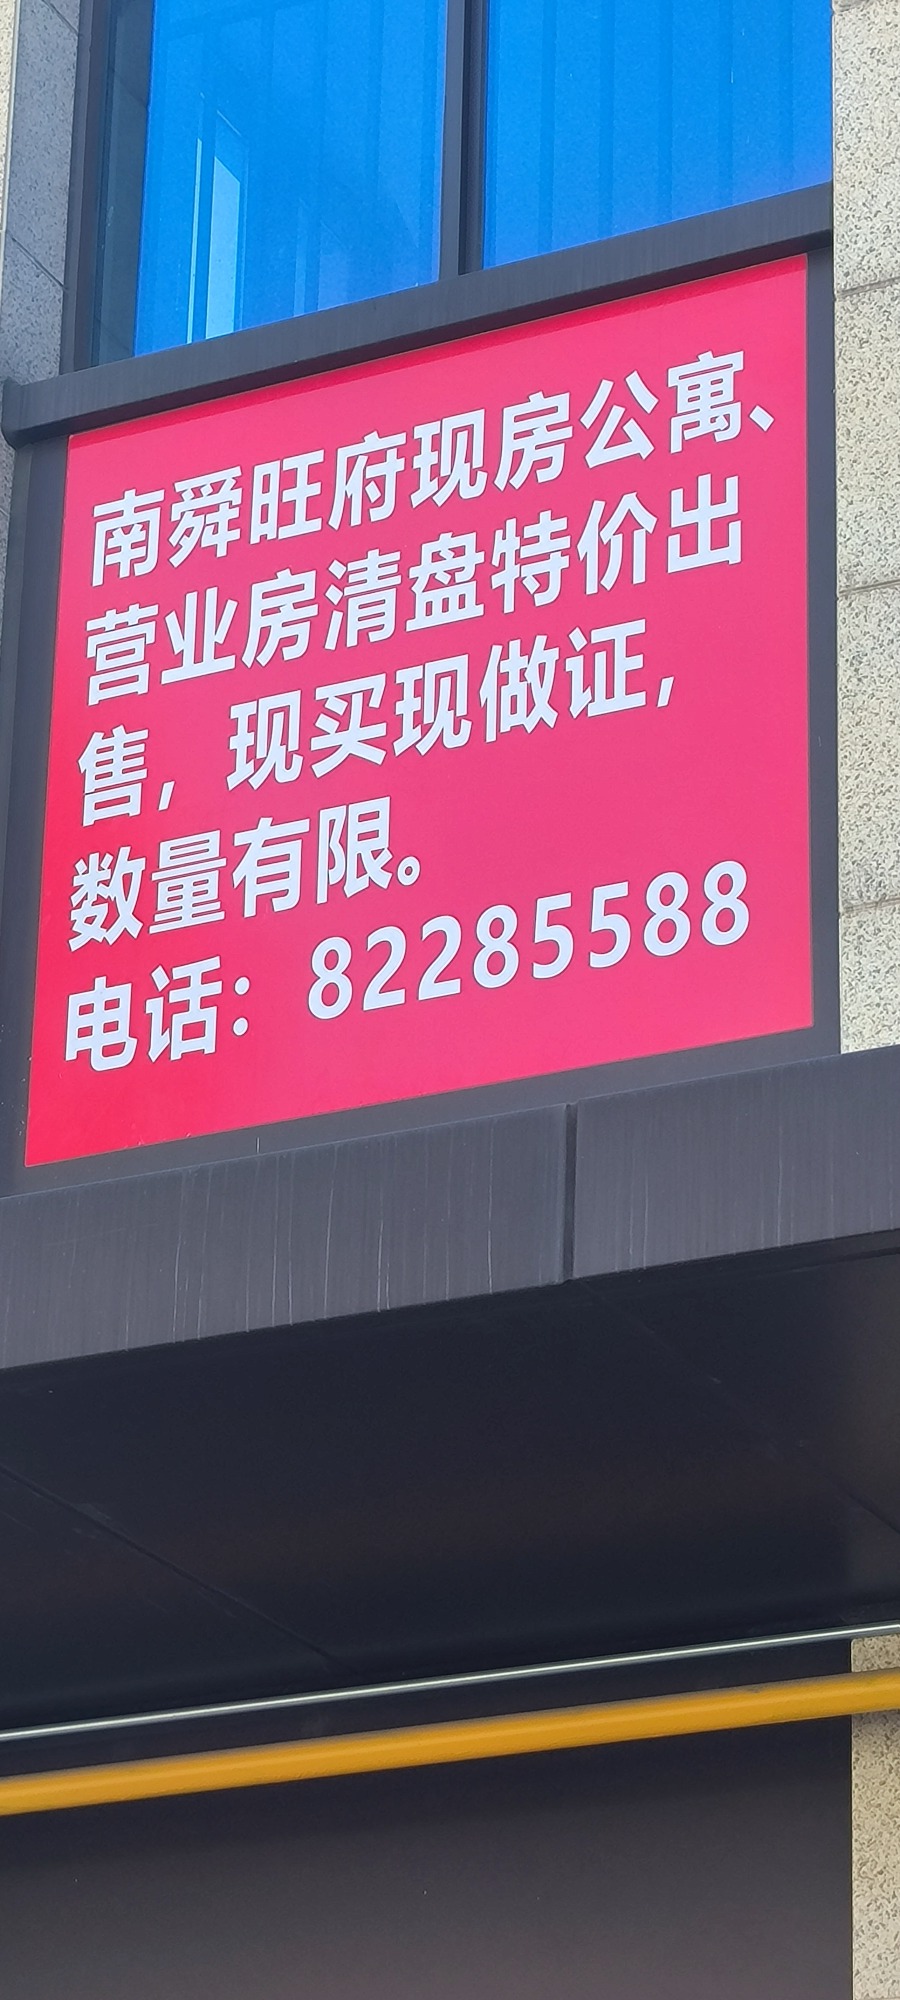 南舜旺府现房公寓、
营业房清盘特价出
售，现买现做证，
数量有限。
电话：82285588